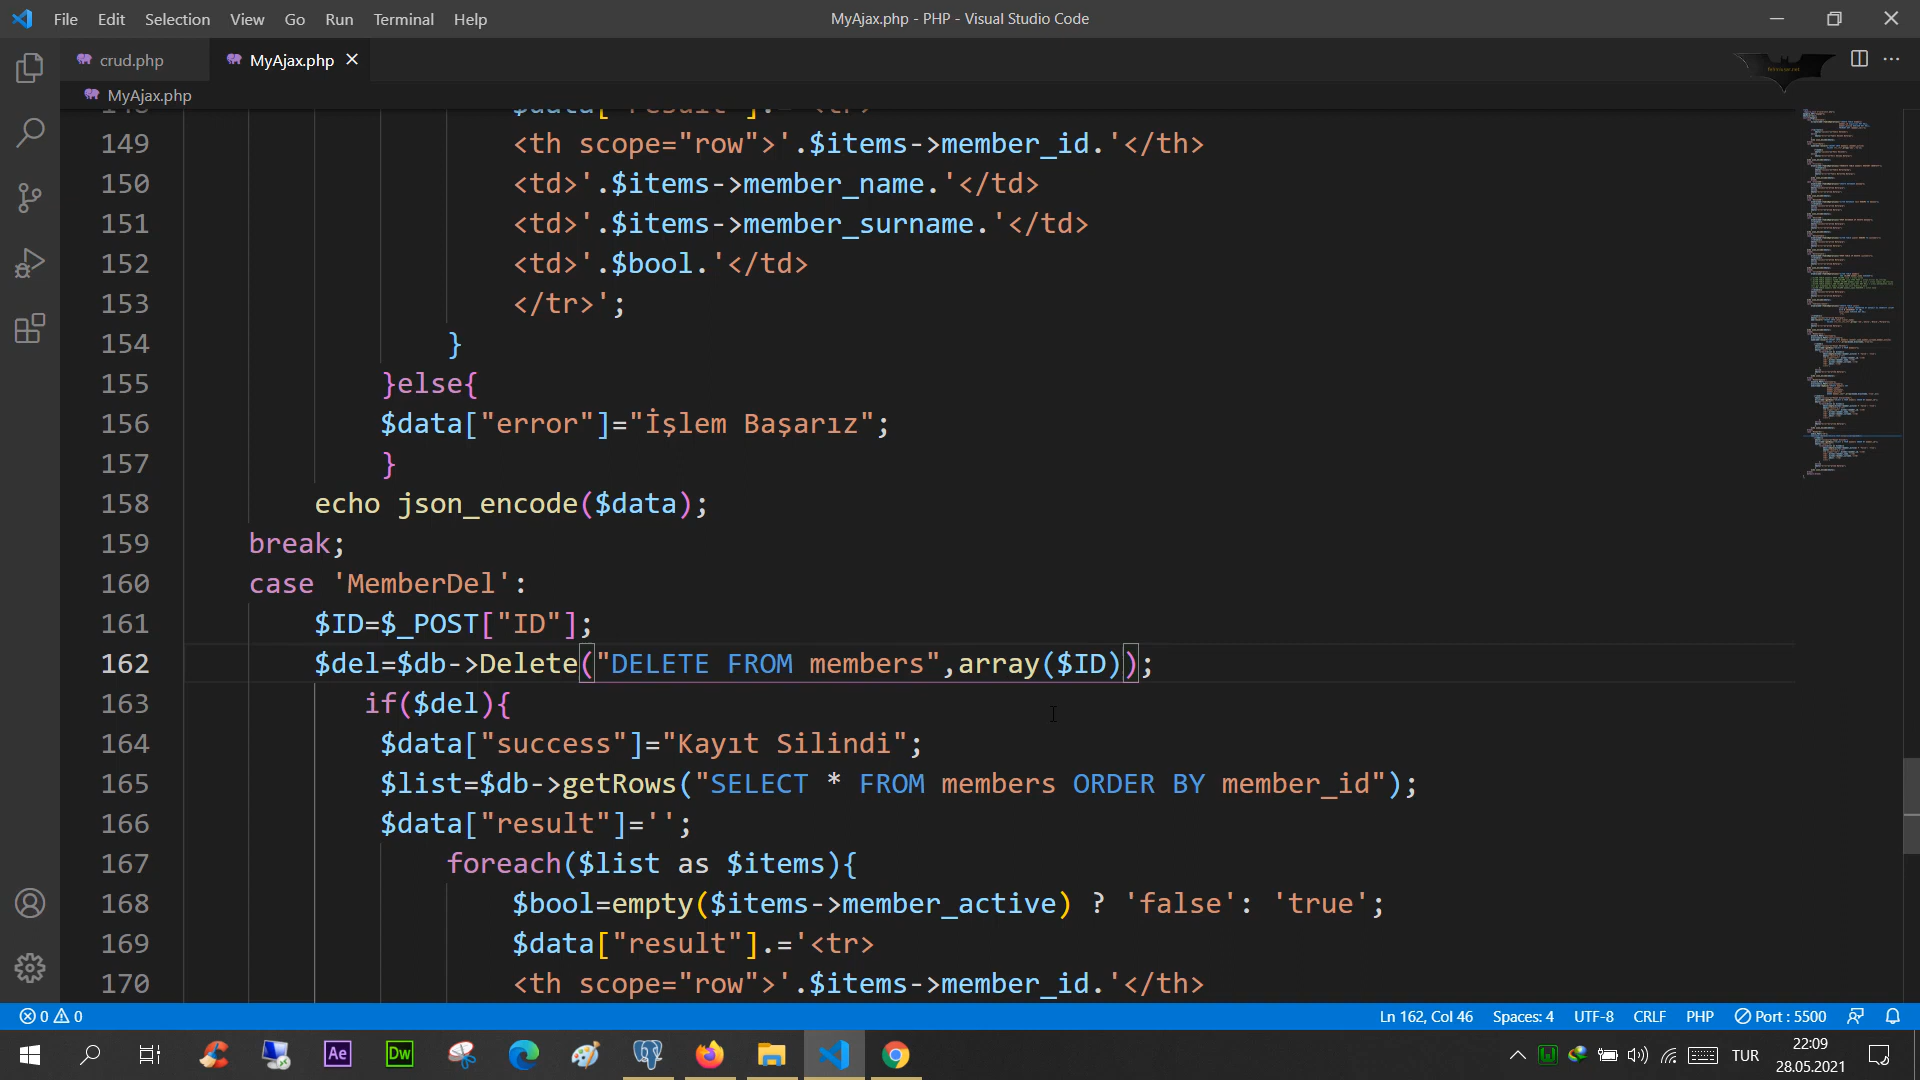 File Edit Selection View Go Run Terminal Help
MyAjax.php - PHP - Visual Studio Code
crud.php
MyAjax.php
MyAjax.php
149 <th scope="row">'.$items->member_id.'</th>
150 <td>'.$items->member_name.'</td>
151 <td>'.$items->member_surname.'</td>
152 <td>'.$bool.'</td>
153 </tr>';
154 }
155 }else{
156 $data["error"]="İşlem Başarız";
157 }
158 echo json_encode($data);
159 break;
160 case 'MemberDel':
161 $ID=$_POST["ID"];
162 $del=$db->Delete("DELETE FROM members",array($ID));
163 if($del){
164 $data["success"]="Kayıt Silindi";
165 $list=$db->getRows("SELECT * FROM members ORDER BY member_id");
166 $data["result"]='';
167 foreach($list as $items){
168 $bool=empty($items->member_active) ? 'false': 'true';
169 $data["result"].='<tr>
170 <th scope="row">'.$items->member_id.'</th>
0 0
Ln 162, Col 46 Spaces: 4 UTF-8 CRLF PHP Port : 5500
Ae
Dw
TUR
22:09
28.05.2021